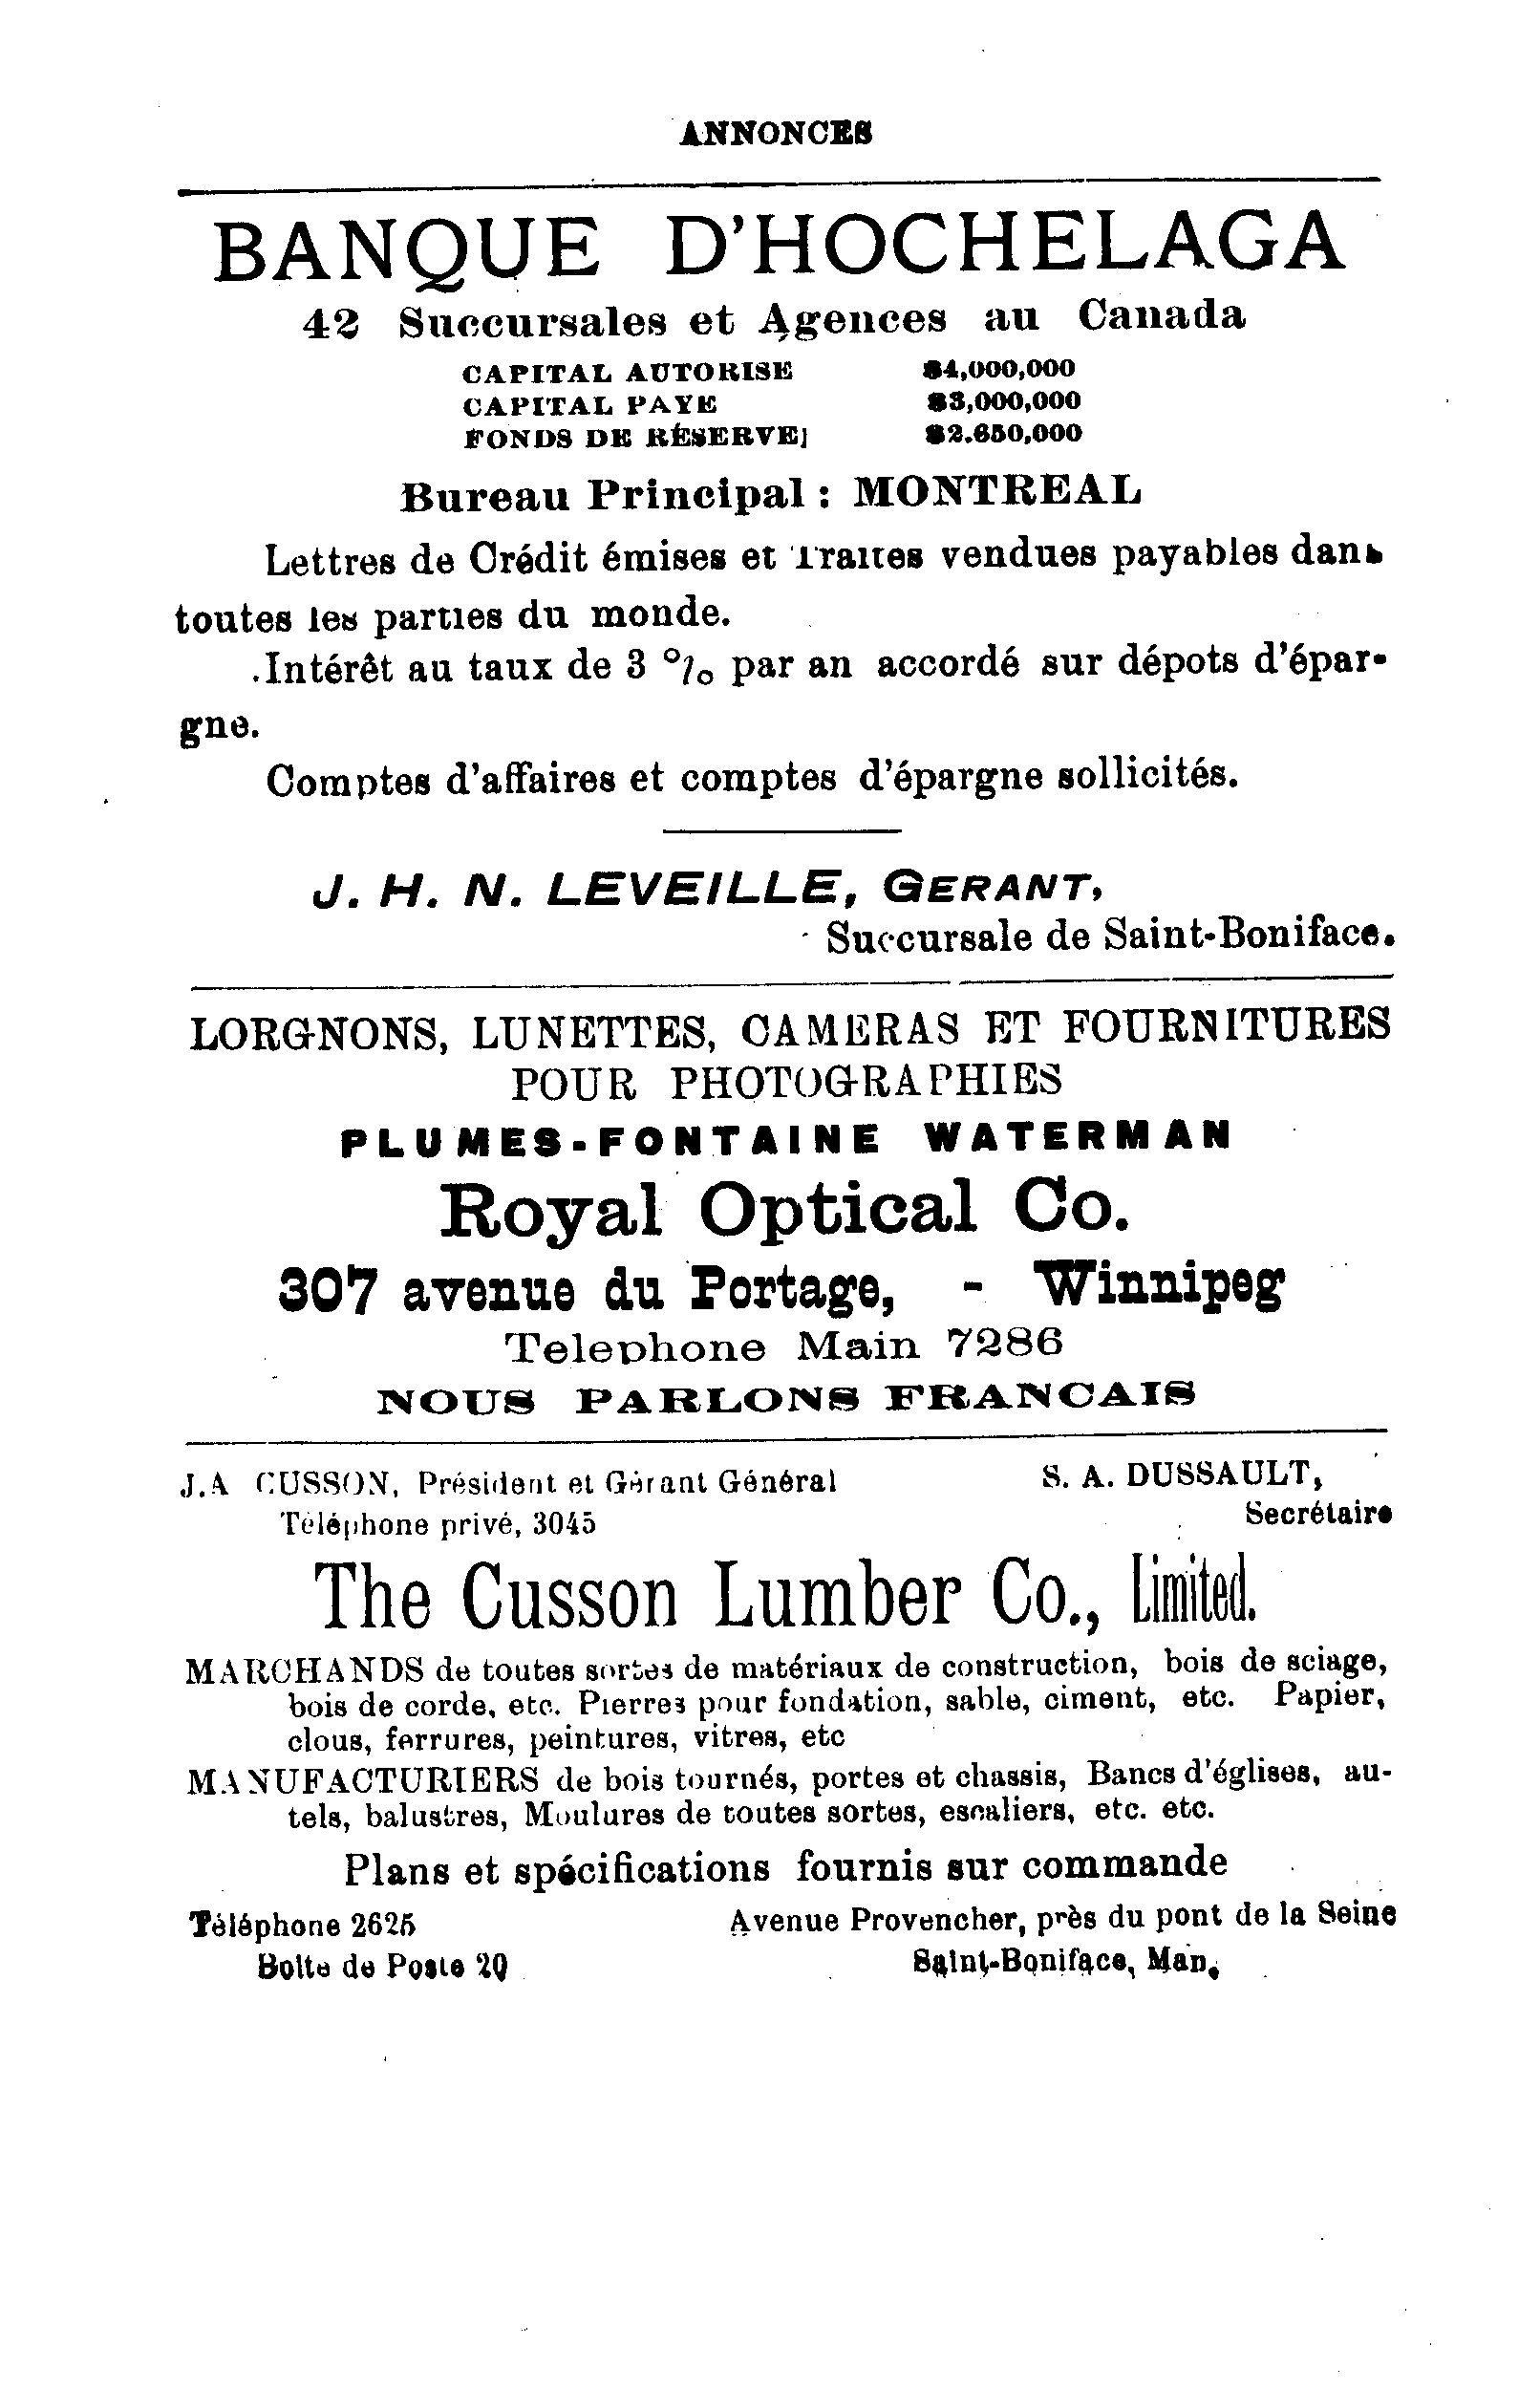 ANNONCES
BANQUE D'HOCHELAGA
42 Succursales et Agences au Canada
CAPITAL AUTORISE $4,000,000
CAPITAL PAYE $3,000,000
FONDS DE RÉSERVE $2.650,000
Bureau Principal : MONTREAL
Lettres de Crédit émises et Traites vendues payables dans
toutes les parties du monde.
Intérêt au taux de 3 % par an accordé sur dépots d'épar-
gne.
Comptes d'affaires et comptes d'épargne sollicités.
J. H. N. LEVEILLE, GERANT,
Succursale de Saint-Boniface.
LORGNONS, LUNETTES, CAMERAS ET FOURNITURES
POUR PHOTOGRAPHIES
PLUMES-FONTAINE WATERMAN
Royal Optical Co.
307 avenue du Portage, - Winnipeg
Telephone Main 7286
NOUS PARLONS FRANCAIS
J.A CUSSON, Président et Gérant Général S. A. DUSSAULT,
Téléphone privé, 3045 Secrétaire
The Cusson Lumber Co., Limited.
MARCHANDS de toutes sortes de matériaux de construction, bois de sciage,
bois de corde, etc. Pierres pour fondation, sable, ciment, etc. Papier,
clous, ferrures, peintures, vitres, etc
MANUFACTURIERS de bois tournés, portes et chassis, Bancs d'églises, au-
tels, balustres, Moulures de toutes sortes, escaliers, etc. etc.
Plans et spécifications fournis sur commande
Téléphone 2625 Avenue Provencher, près du pont de la Seine
Boîte de Poste 20 Saint-Boniface, Man.